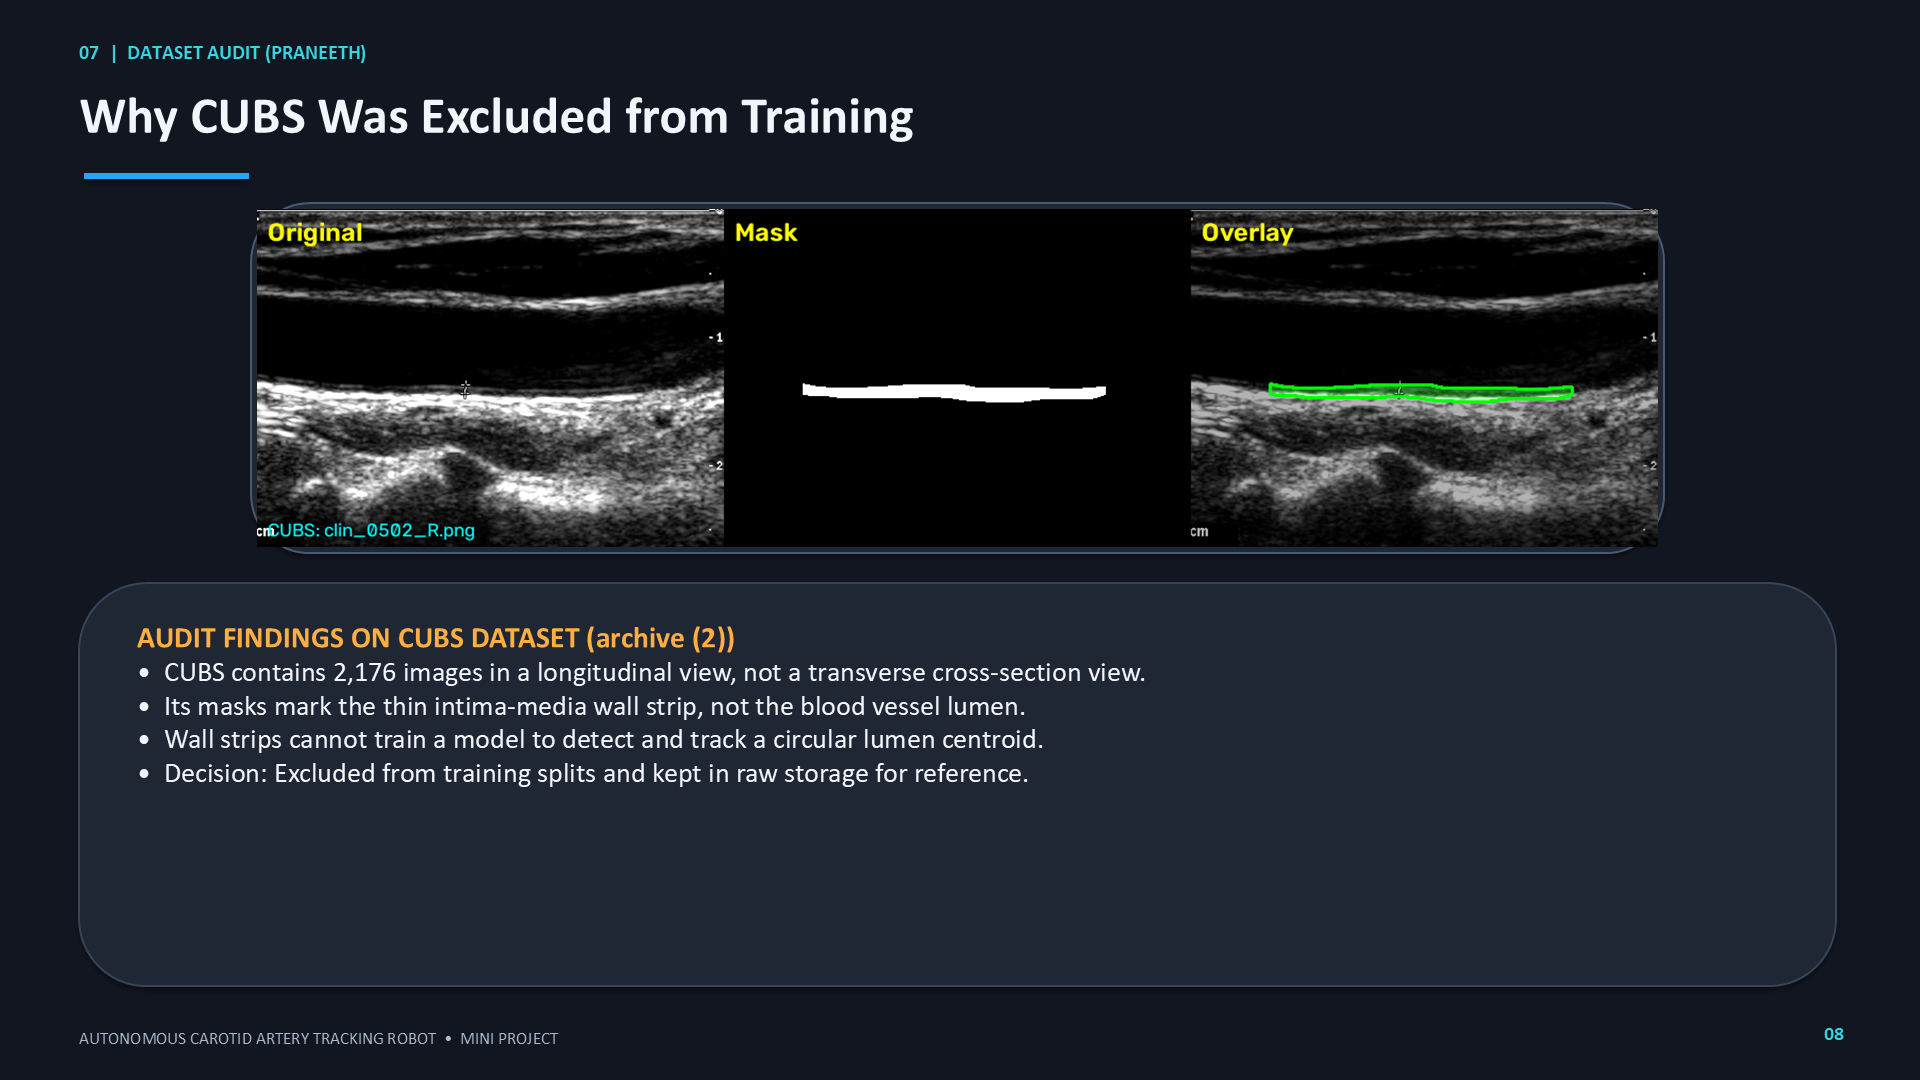 07 | DATASET AUDIT (PRANEETH)
Why CUBS Was Excluded from Training
Original
Mask
Overlay
-1
-1
-2
-2
cm
CUBS: clin_0502_R.png
cm
AUDIT FINDINGS ON CUBS DATASET (archive (2))
• CUBS contains 2,176 images in a longitudinal view, not a transverse cross-section view.
• Its masks mark the thin intima-media wall strip, not the blood vessel lumen.
• Wall strips cannot train a model to detect and track a circular lumen centroid.
• Decision: Excluded from training splits and kept in raw storage for reference.
AUTONOMOUS CAROTID ARTERY TRACKING ROBOT • MINI PROJECT
08